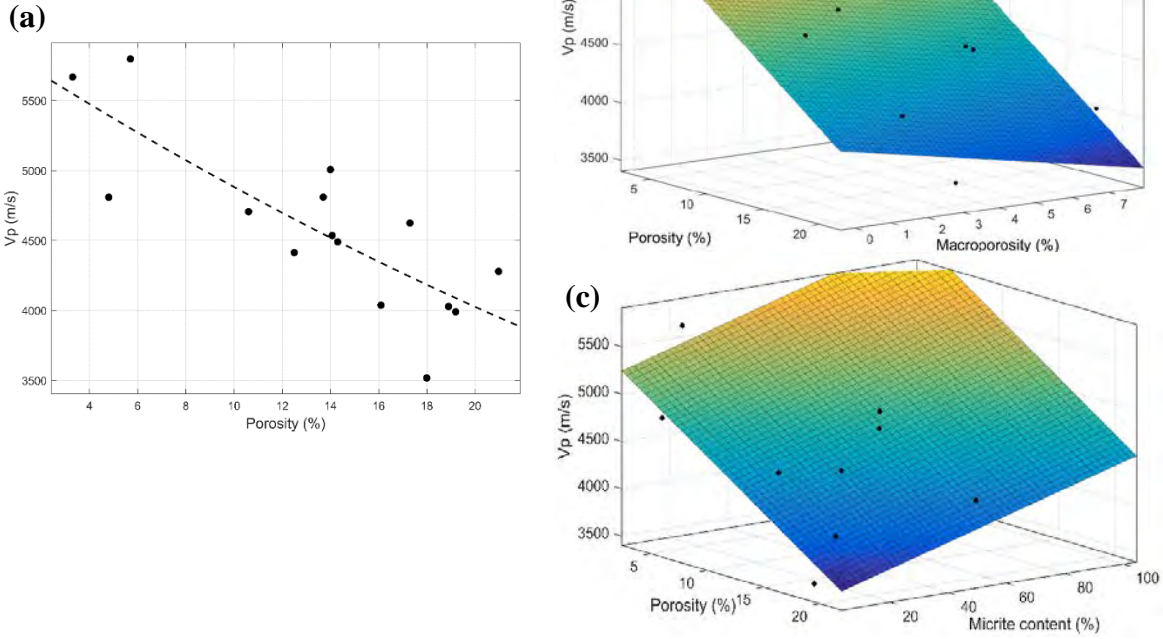 (a)
Vp (m/s)
5500
5000
4500
4000
3500
4 6 8 10 12 14 16 18 20
Porosity (%)
Vp (m/s)
4500
4000
3500
5
10
15
20
Porosity (%)
0 1 2 3 4 5 6 7
Macroporosity (%)
(c)
Vp (m/s)
5500
5000
4500
4000
3500
5
10
15
20
Porosity (%)
20 40 60 80 100
Micrite content (%)